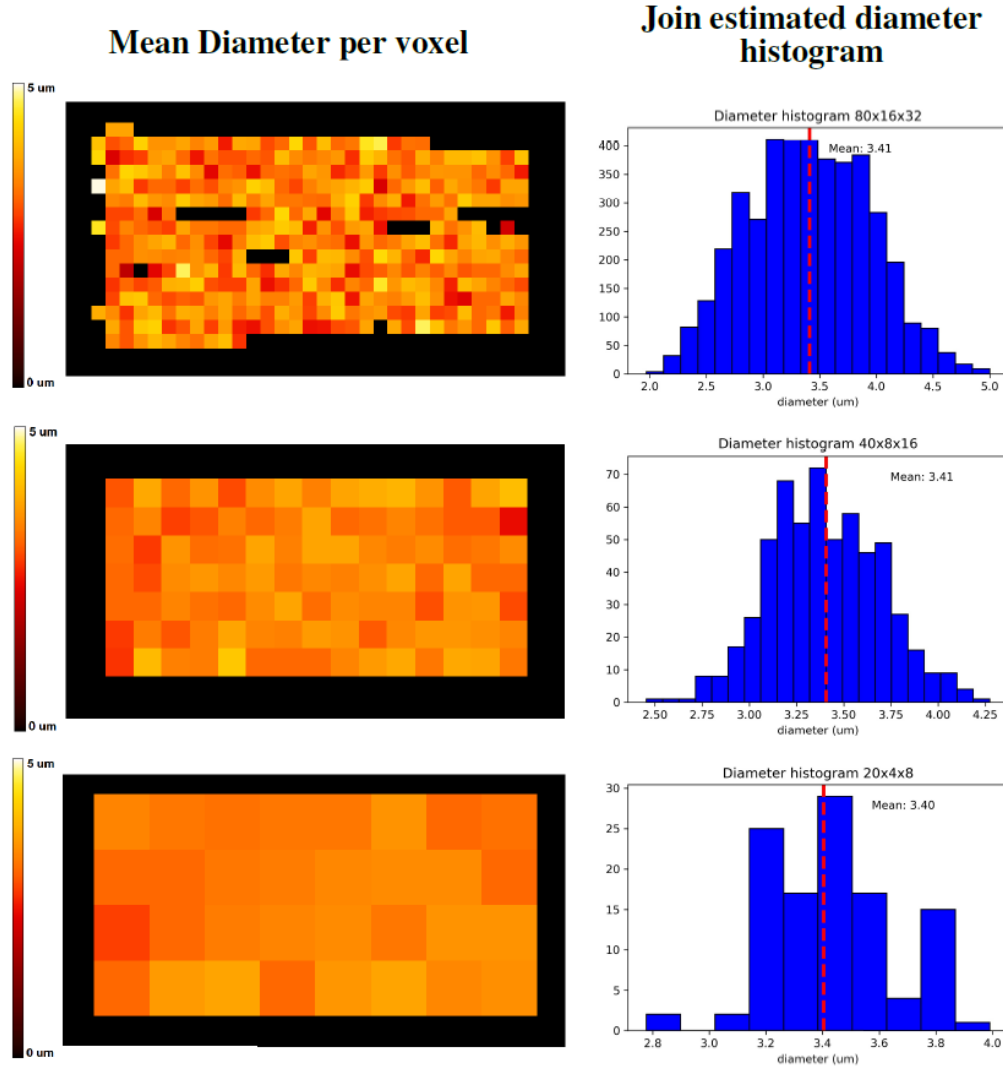 Mean Diameter per voxel
Join estimated diameter
histogram
5 um
0 um
Diameter histogram 80x16x32
Mean: 3.41
400
350
300
250
200
150
100
50
0
2.0 2.5 3.0 3.5 4.0 4.5 5.0
diameter (um)
5 um
0 um
Diameter histogram 40x8x16
Mean: 3.41
70
60
50
40
30
20
10
0
2.50 2.75 3.00 3.25 3.50 3.75 4.00 4.25
diameter (um)
5 um
0 um
Diameter histogram 20x4x8
Mean: 3.40
30
25
20
15
10
5
0
2.8 3.0 3.2 3.4 3.6 3.8 4.0
diameter (um)